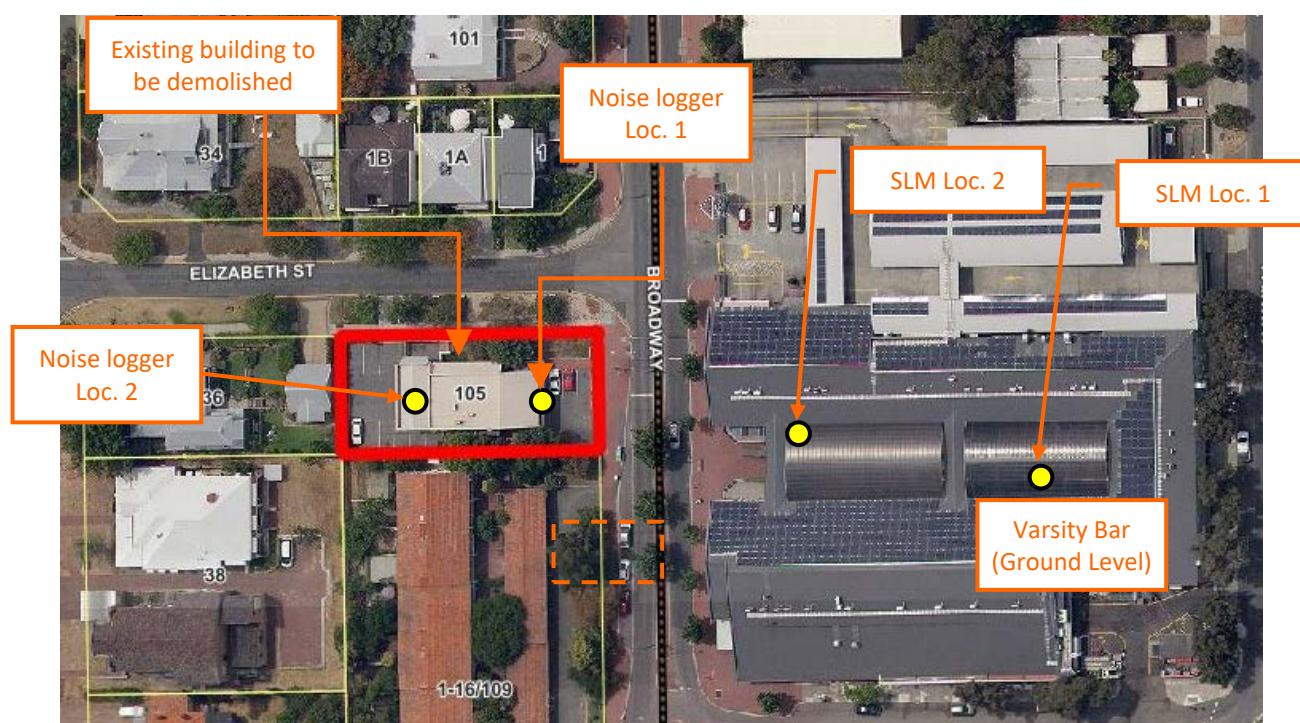 101
Existing building to
be demolished
Noise logger
Loc. 1
34
1B
1A
1
SLM Loc. 2
SLM Loc. 1
ELIZABETH ST
BROADWAY
Noise logger
Loc. 2
36
105
Varsity Bar
(Ground Level)
38
1-16/109